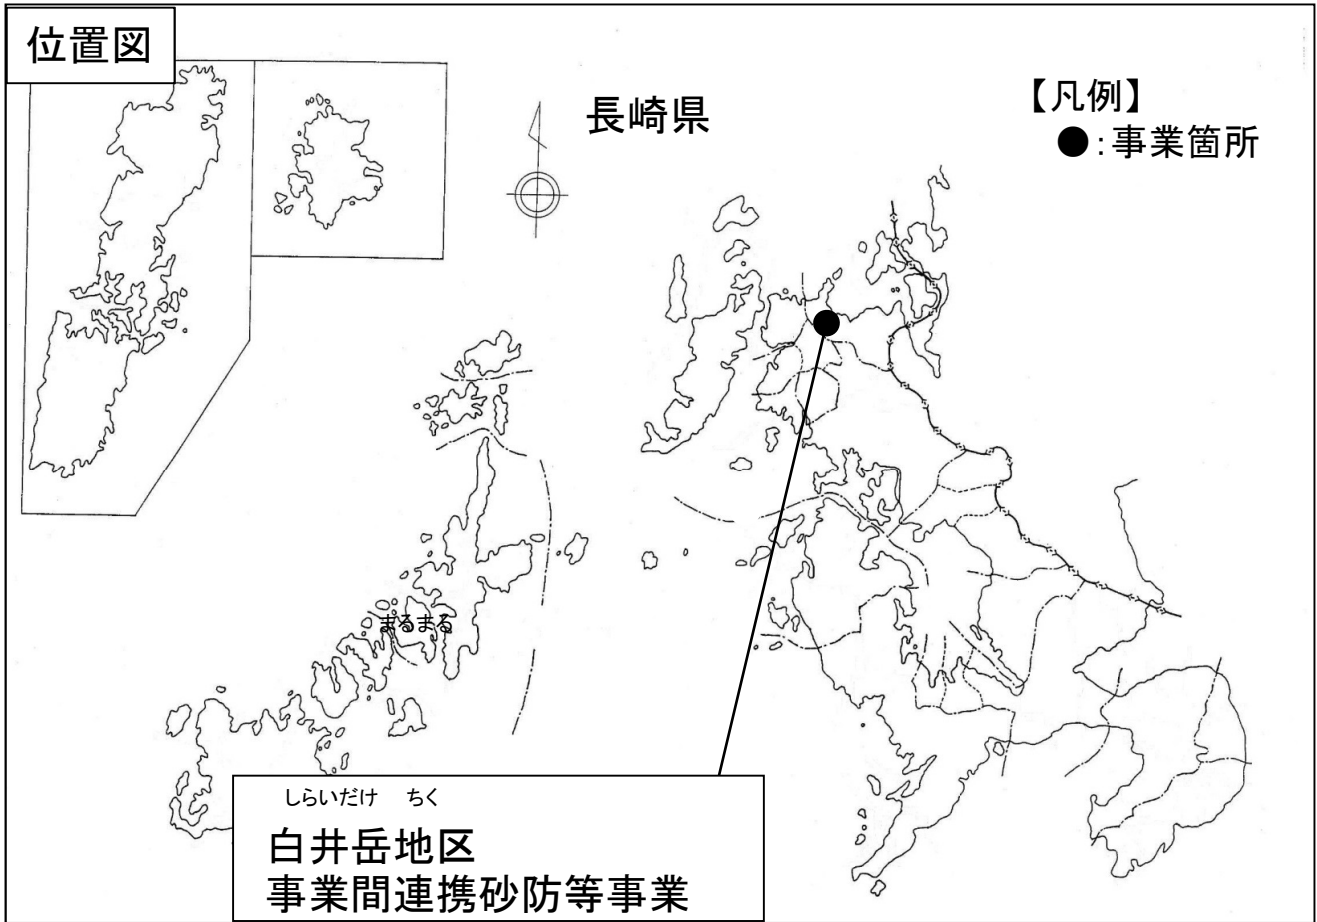 位置図
長崎県
【凡例】
●:事業箇所
まるまる
しらいだけ ちく
白井岳地区
事業間連携砂防等事業